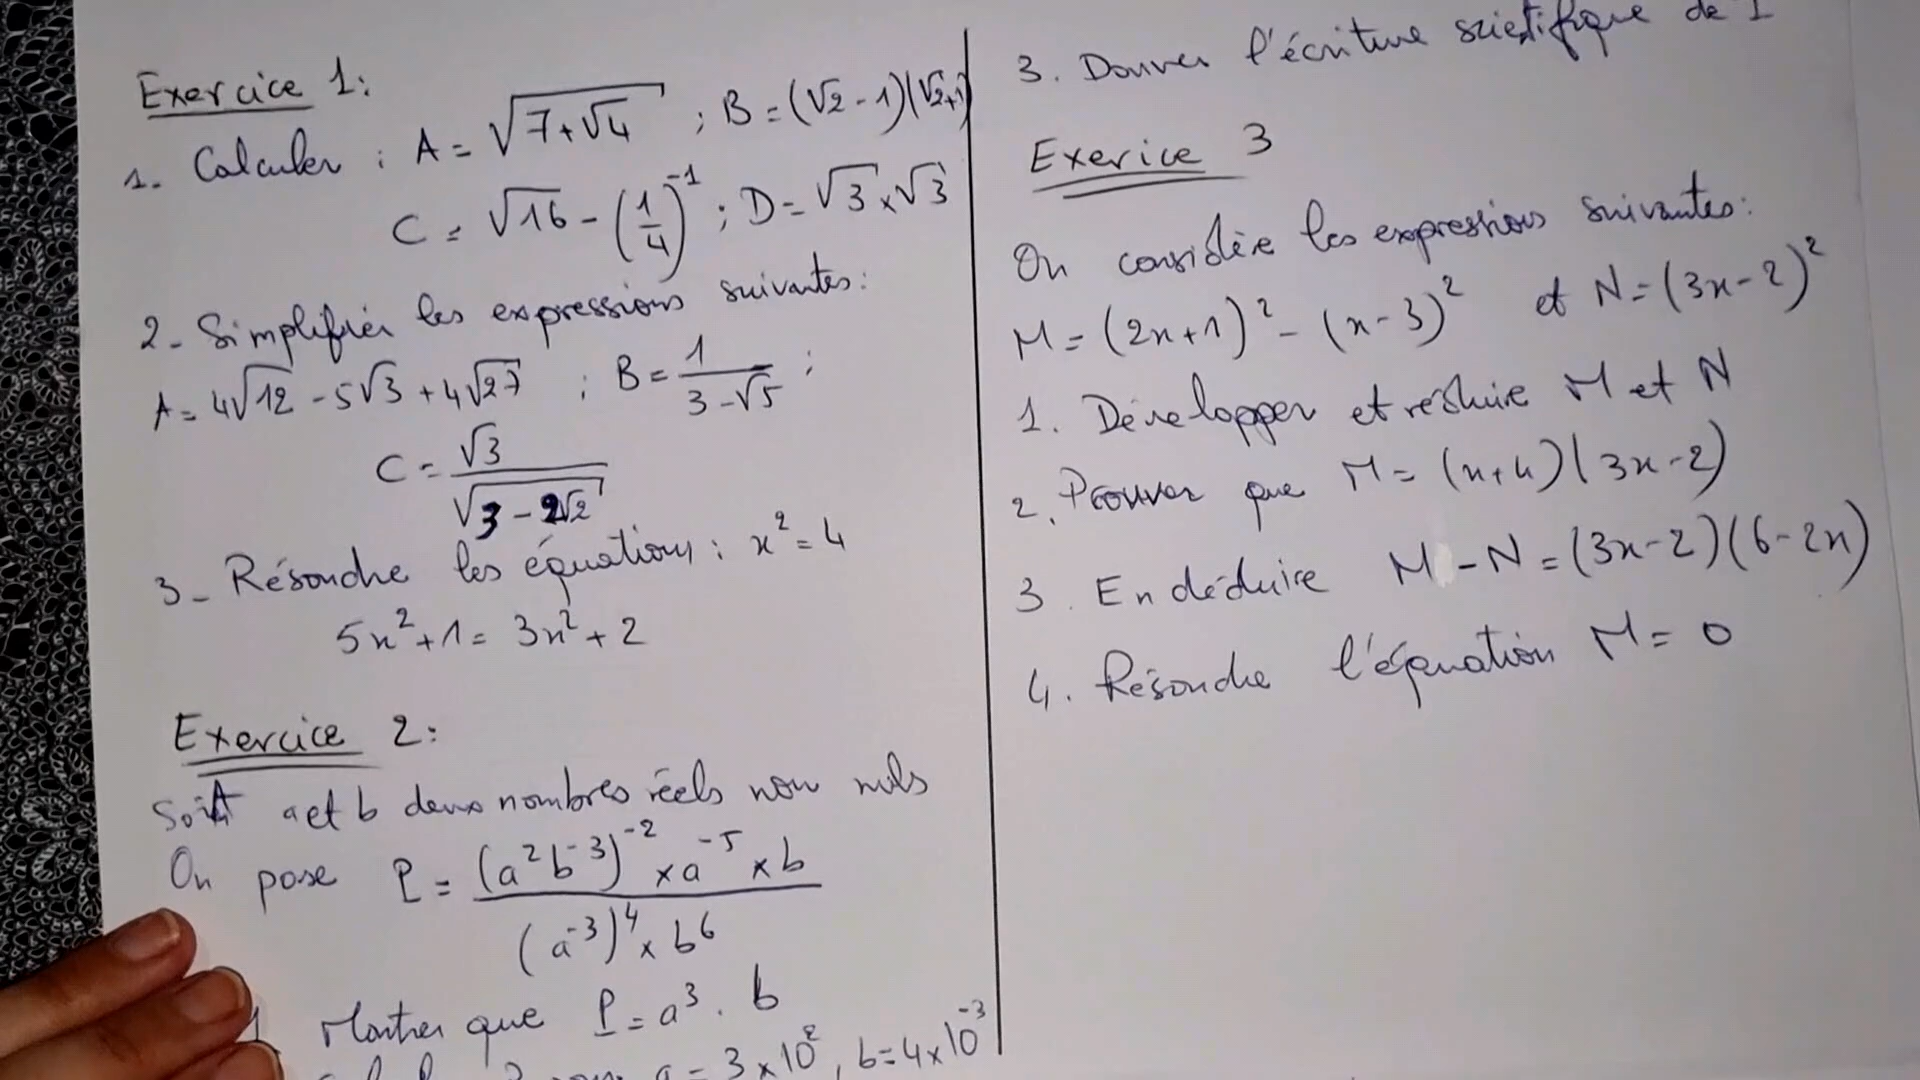 Exercice 1:
1. Calculer : A = √(7+√4) ; B = (√2 - 1)(√2+1)
C = √16 - (1/4)^-1 ; D = √3 × √3
2- Simplifier les expressions suivantes:
A = 4√12 - 5√3 + 4√27 ; B = 1/(3-√5) ;
C = √3/√(3-2√2)
3- Résoudre les équations : x² = 4
5x² + 1 = 3x² + 2
Exercice 2:
Soit a et b deux nombres réels non nuls
On pose P = ((a²b^-3)^-2 × a^-5 × b)/((a^-3)^4 × b^6)
1 Montrer que P = a³. b
a = 3×10², b = 4×10^-3
3. Donner l'écriture scientifique de
Exerice 3
On considère les expressions suivantes:
M = (2x+1)² - (x-3)² et N = (3x-2)²
1. Développer et réduire M et N
2. Prouver que M = (x+4)(3x-2)
3. En déduire M - N = (3x-2)(6-2x)
4. Résoudre l'équation M = 0